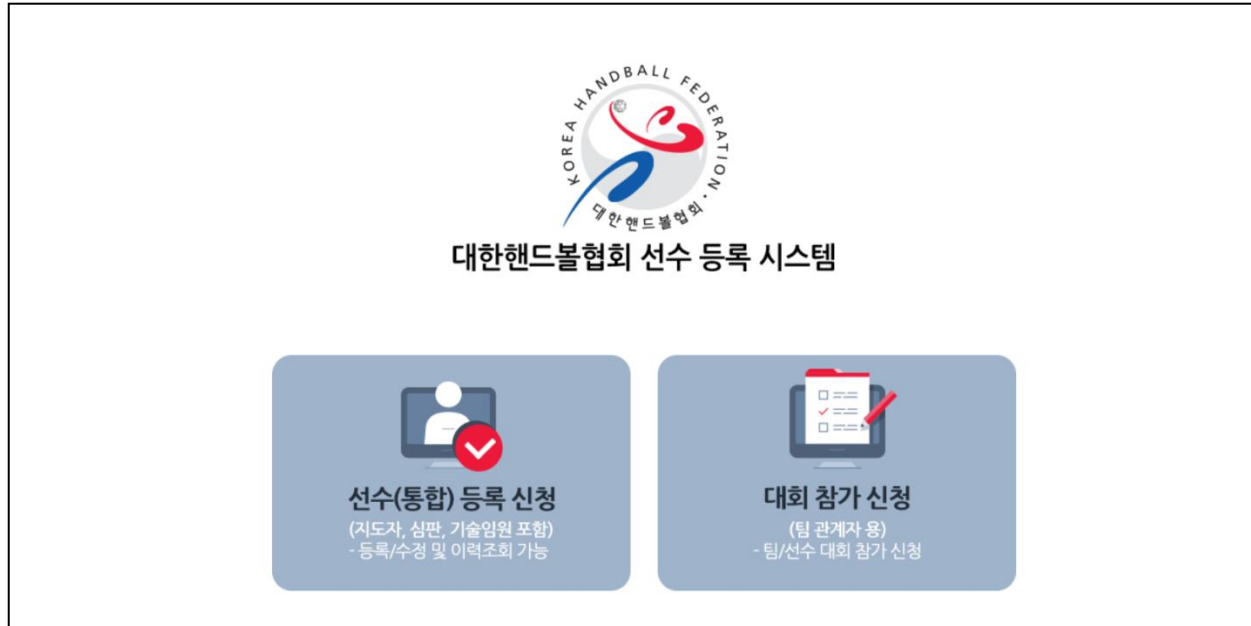 KOREA HANDBALL FEDERATION ·
대한핸드볼협회
대한핸드볼협회 선수 등록 시스템
선수(통합) 등록 신청
(지도자, 심판, 기술임원 포함)
- 등록/수정 및 이력조회 가능
대회 참가 신청
(팀 관계자 용)
- 팀/선수 대회 참가 신청